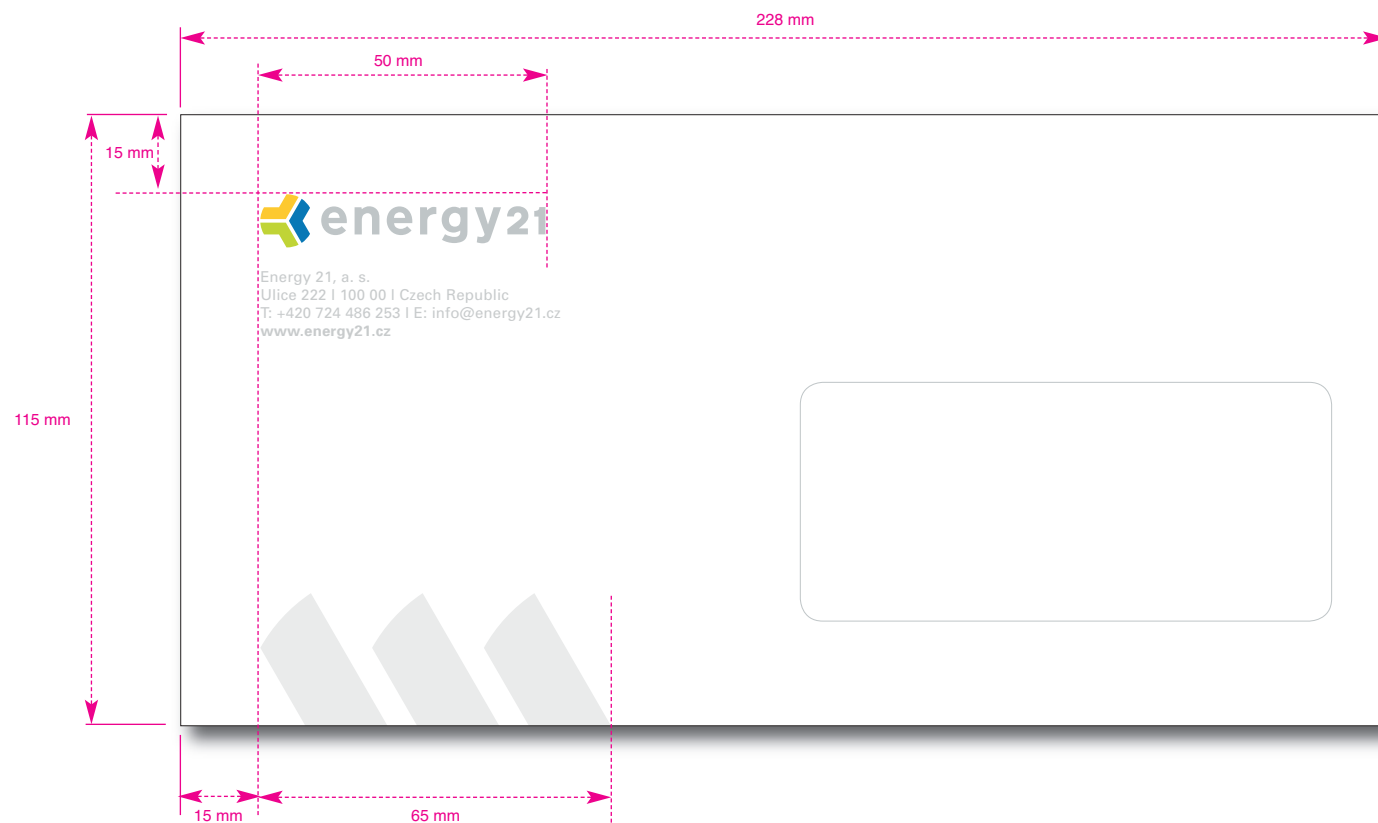 228 mm
50 mm
15 mm
energy21
Energy 21, a. s.
Ulice 222 I 100 00 I Czech Republic
T: +420 724 486 253 I E: info@energy21.cz
www.energy21.cz
115 mm
15 mm
65 mm